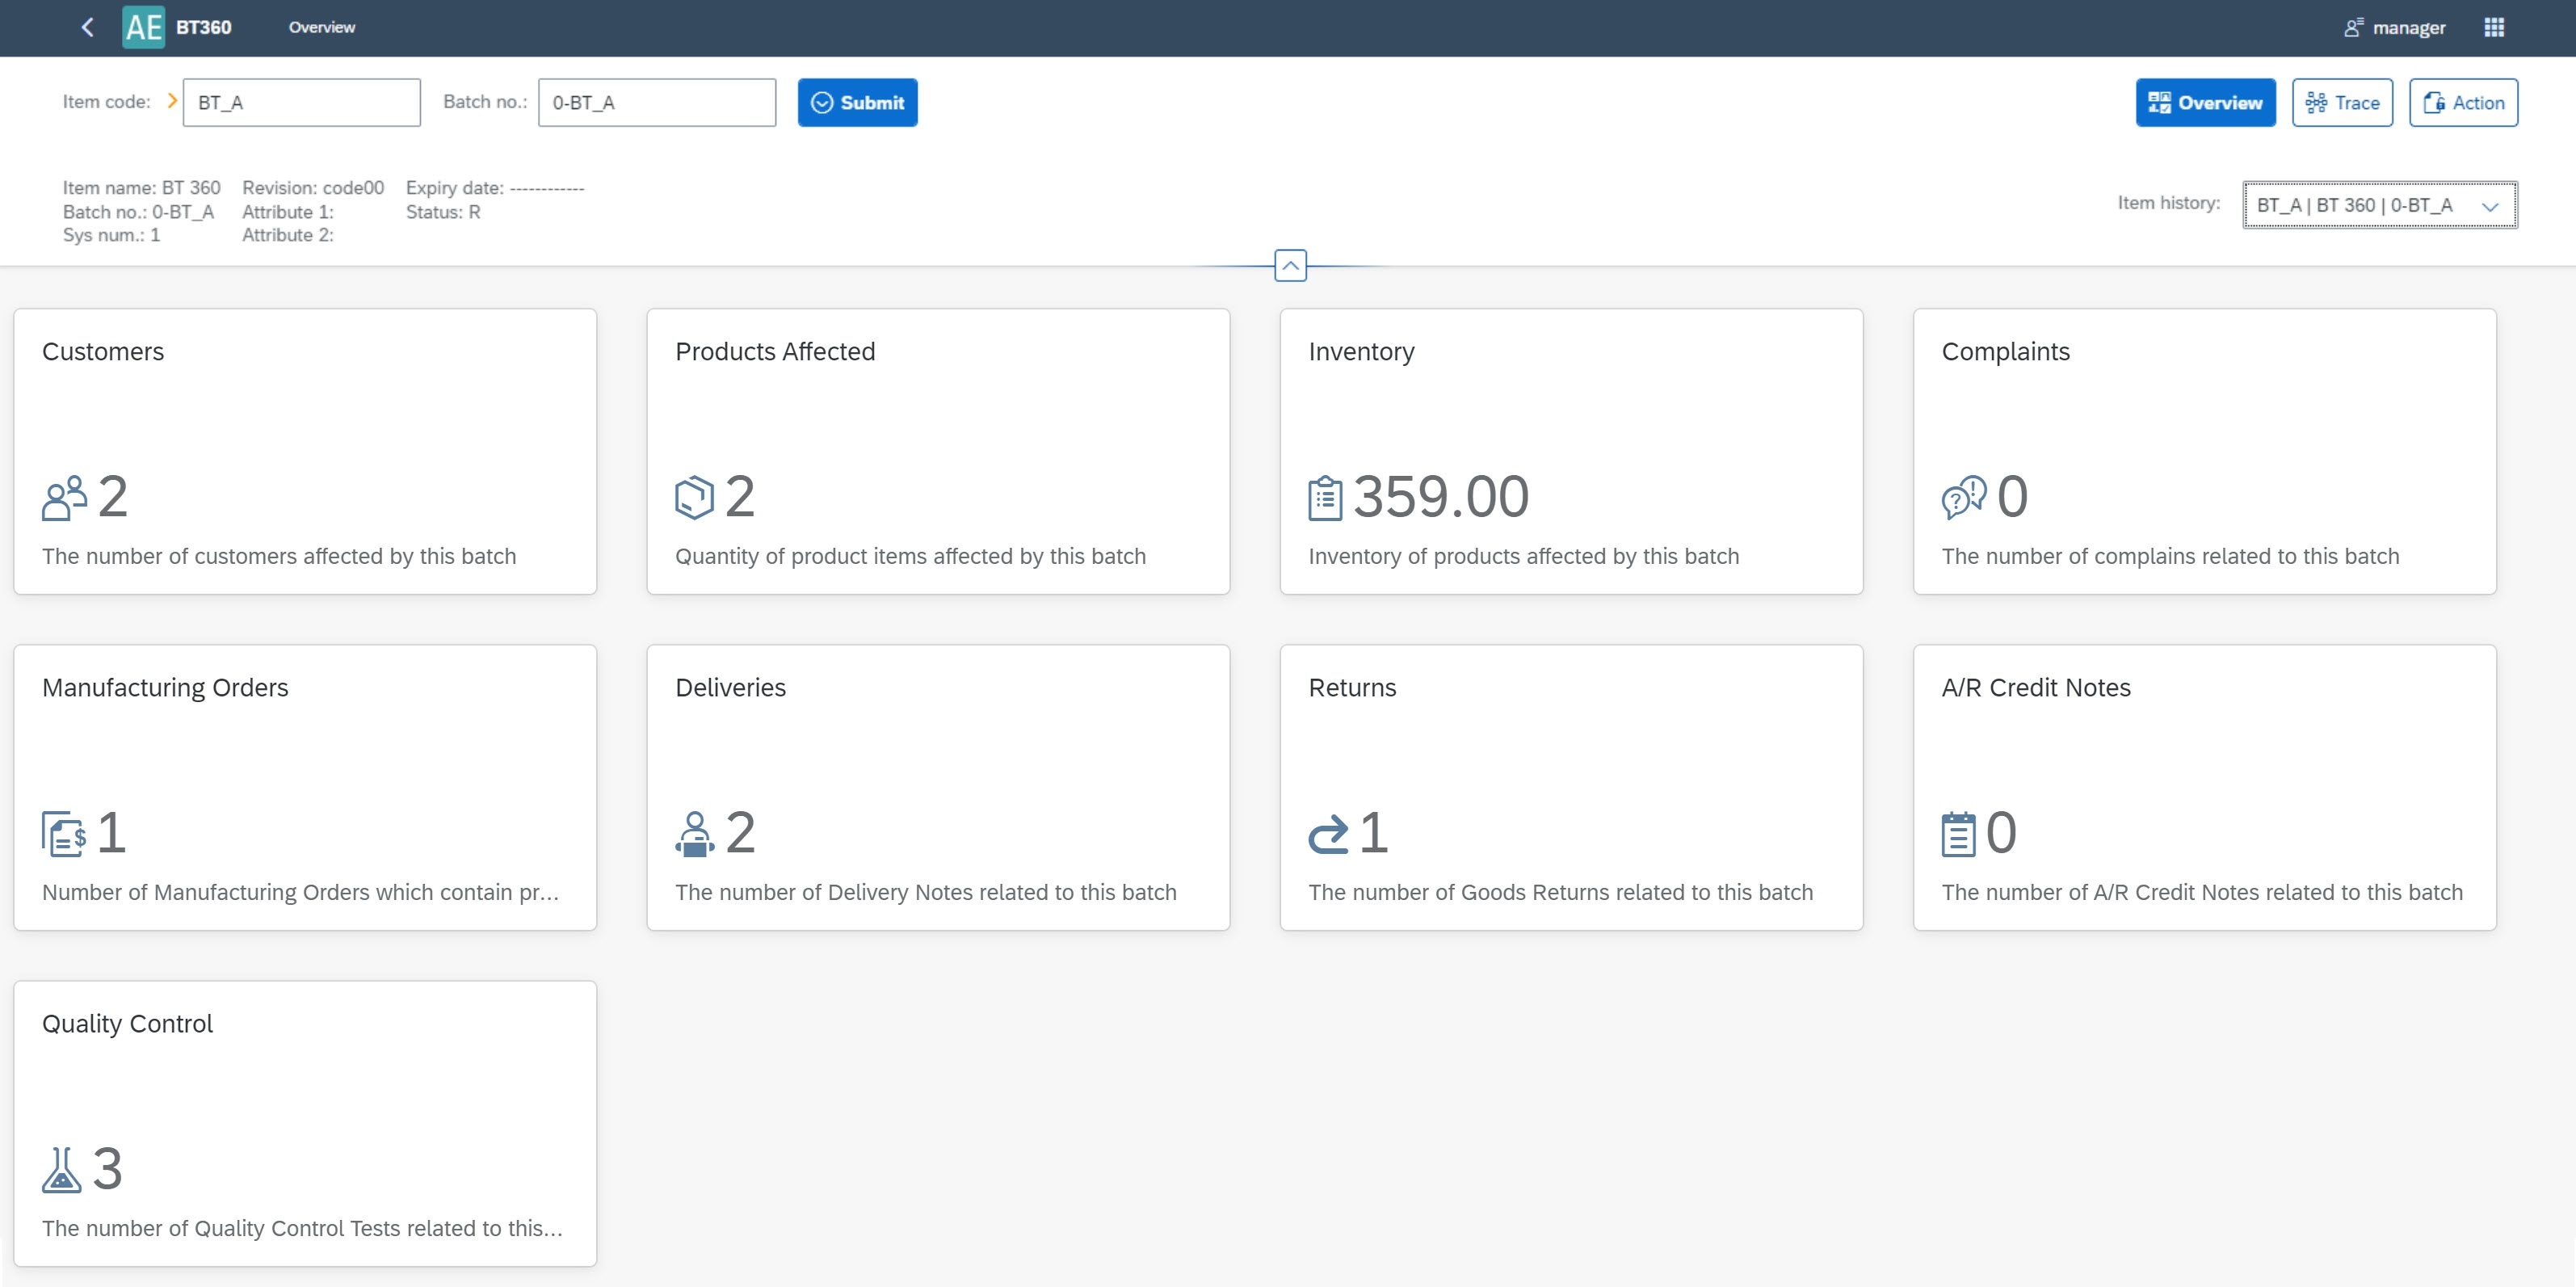 AE BT360 Overview manager
Item code: BT_A Batch no.: 0-BT_A Submit Overview Trace Action
Item name: BT 360 Revision: code00 Expiry date: ------------
Batch no.: 0-BT_A Attribute 1: Status: R
Sys num.: 1 Attribute 2:
Item history: BT_A | BT 360 | 0-BT_A
Customers
2
The number of customers affected by this batch
Products Affected
2
Quantity of product items affected by this batch
Inventory
359.00
Inventory of products affected by this batch
Complaints
0
The number of complains related to this batch
Manufacturing Orders
1
Number of Manufacturing Orders which contain pr...
Deliveries
2
The number of Delivery Notes related to this batch
Returns
1
The number of Goods Returns related to this batch
A/R Credit Notes
0
The number of A/R Credit Notes related to this batch
Quality Control
3
The number of Quality Control Tests related to this...